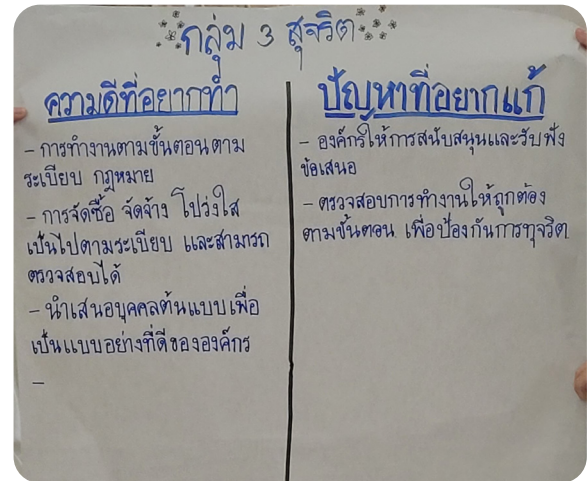 กลุ่ม 3 สุจริต
ความดีที่อยากทำ
- การทำงานตามขั้นตอนตาม
ระเบียบ กฎหมาย
- การจัดซื้อ จัดจ้าง โปร่งใส
เป็นไปตามระเบียบ และสามารถ
ตรวจสอบได้
- นำเสนอบุคคลต้นแบบเพื่อ
เป็นแบบอย่างที่ดีขององค์กร
-
ปัญหาที่อยากแก้
- องค์กรให้การสนับสนุนและรับฟัง
ข้อเสนอ
- ตรวจสอบการทำงานให้ถูกต้อง
ตามขั้นตอน เพื่อป้องกันการทุจริต